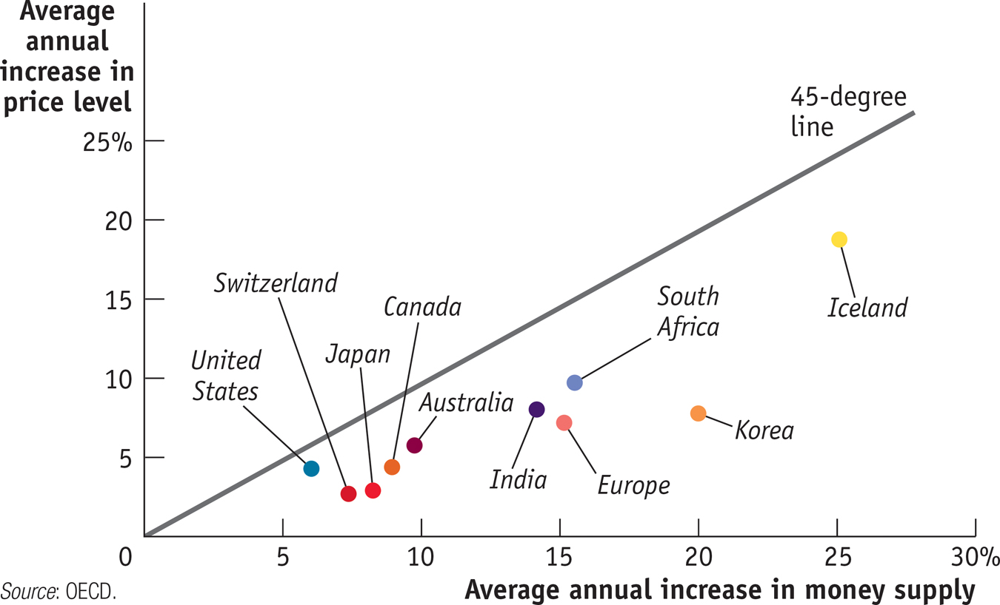 Average
annual
increase in
price level
45-degree
line
25%
20
15
10
5
0
Switzerland
Canada
South
Africa
Iceland
United
States
Japan
Australia
Korea
India
Europe
5
10
15
20
25
30%
Average annual increase in money supply
Source: OECD.